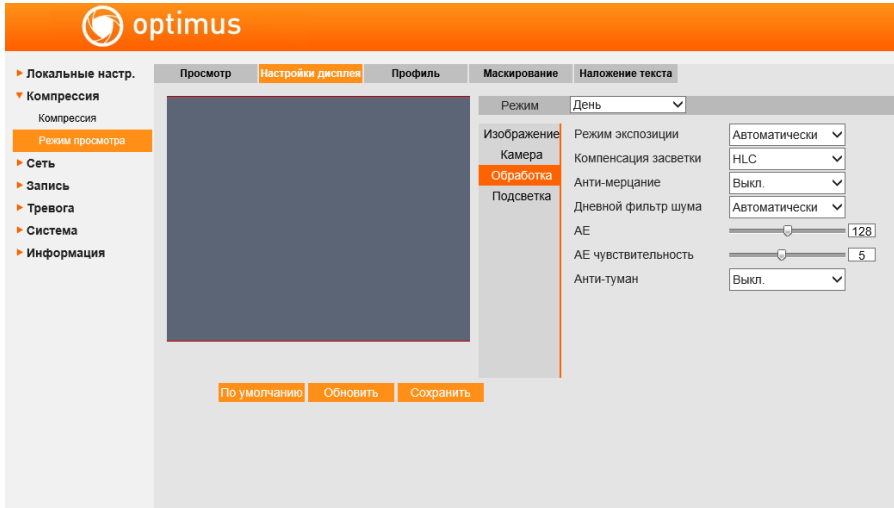 optimus
Локальные настр.
Компрессия
Компрессия
Режим просмотра
Сеть
Запись
Тревога
Система
Информация
Просмотр Настройки дисплея Профиль Маскирование Наложение текста
Режим День
Изображение
Камера
Обработка
Подсветка
Режим экспозиции Автоматически
Компенсация засветки HLC
Анти-мерцание Выкл.
Дневной фильтр шума Автоматически
AE 128
AE чувствительность 5
Анти-туман Выкл.
По умолчанию Обновить Сохранить